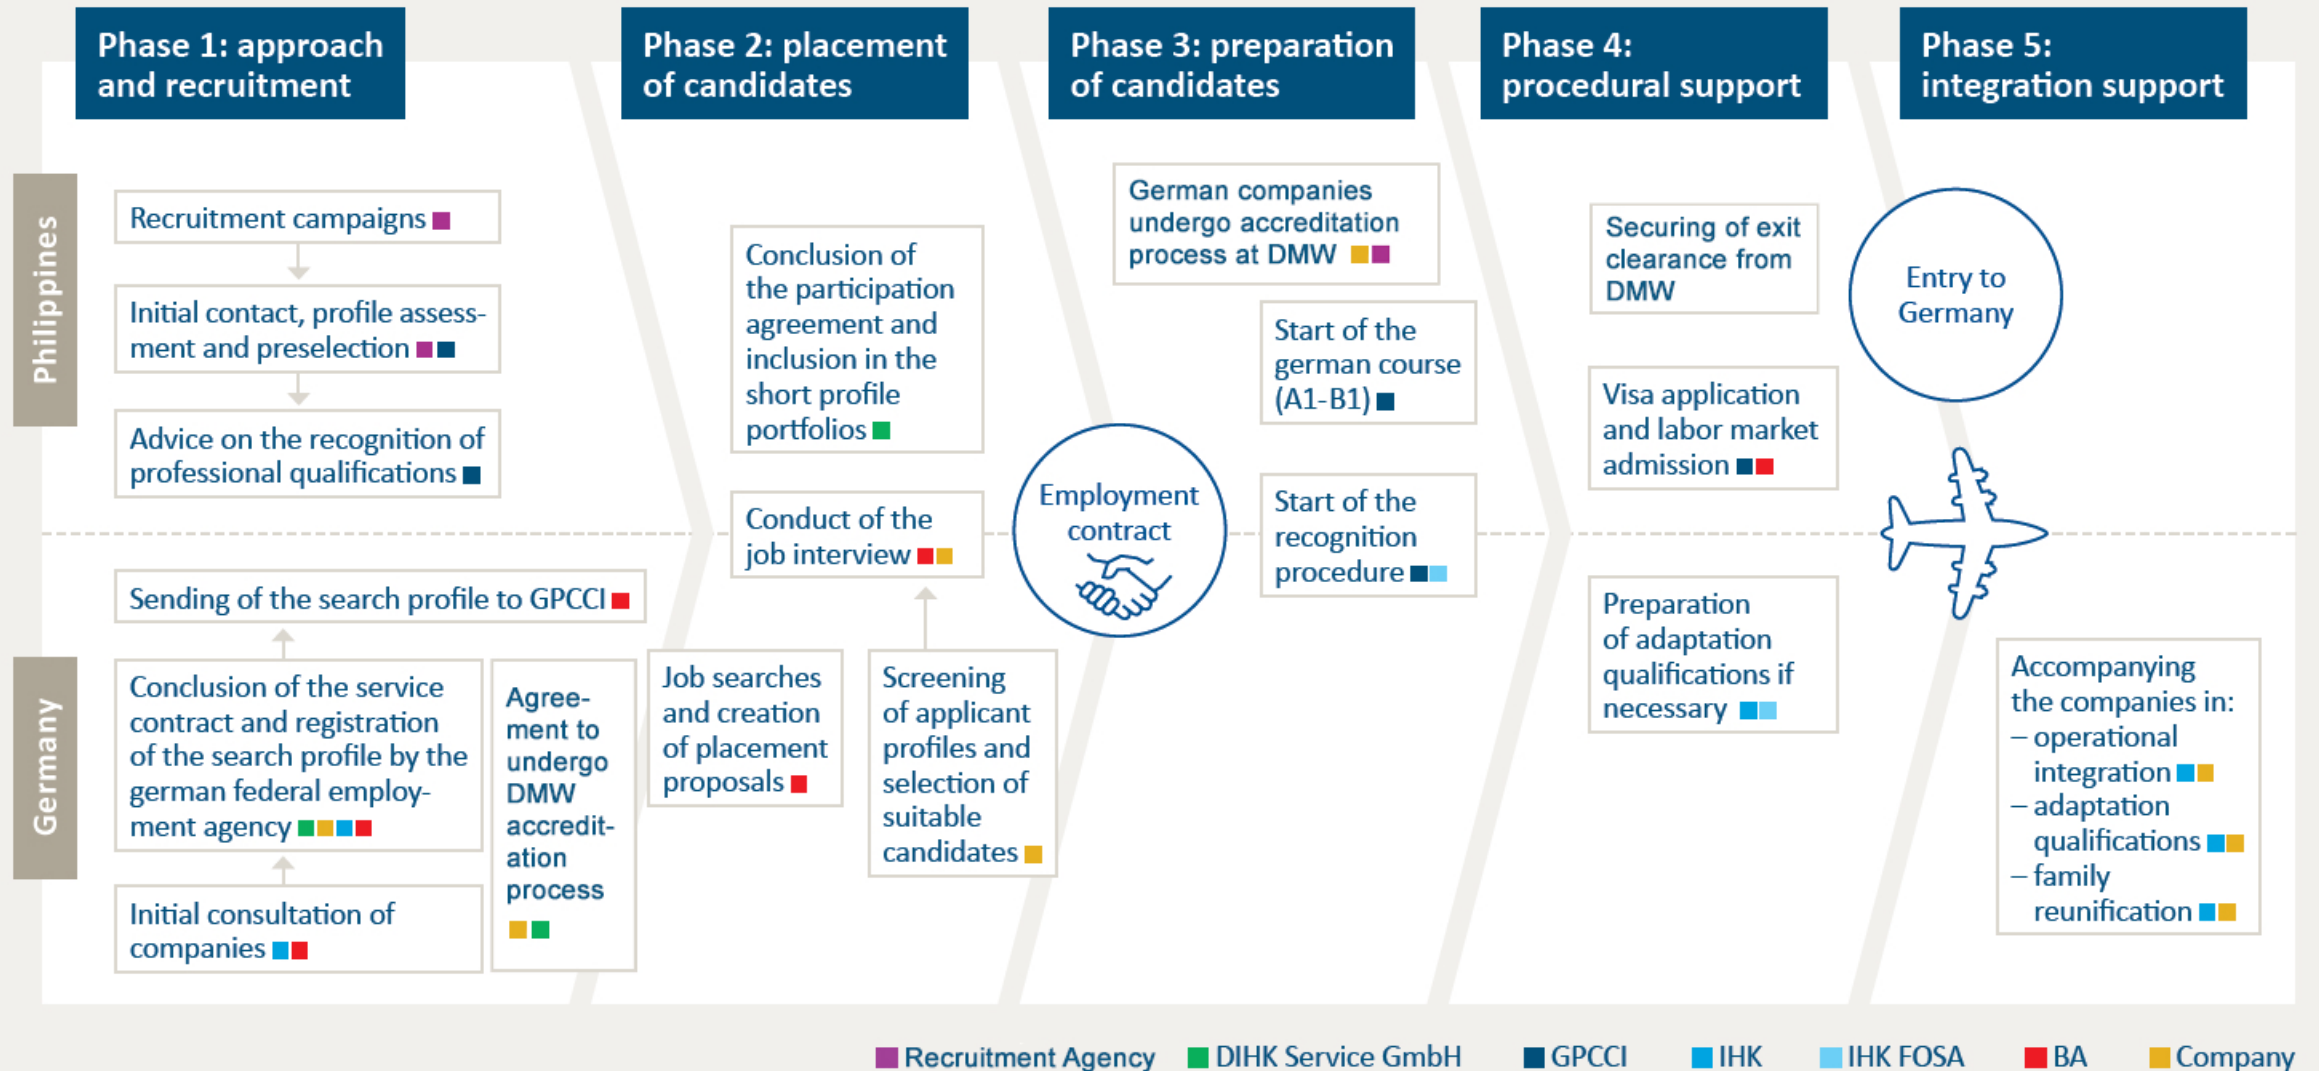 Phase 1: approach
and recruitment
Phase 2: placement
of candidates
Phase 3: preparation
of candidates
Phase 4:
procedural support
Phase 5:
integration support
Philippines
Recruitment campaigns
Initial contact, profile assess-
ment and preselection
Advice on the recognition of
professional qualifications
Conclusion of
the participation
agreement and
inclusion in the
short profile
portfolios
Conduct of the
job interview
Employment
contract
German companies
undergo accreditation
process at DMW
Start of the
german course
(A1-B1)
Start of the
recognition
procedure
Securing of exit
clearance from
DMW
Visa application
and labor market
admission
Entry to
Germany
Germany
Sending of the search profile to GPCCI
Conclusion of the service
contract and registration
of the search profile by the
german federal employ-
ment agency
Initial consultation of
companies
Agree-
ment to
undergo
DMW
accredit-
ation
process
Job searches
and creation
of placement
proposals
Screening
of applicant
profiles and
selection of
suitable
candidates
Preparation
of adaptation
qualifications if
necessary
Accompanying
the companies in:
– operational
integration
– adaptation
qualifications
– family
reunification
Recruitment Agency
DIHK Service GmbH
GPCCI
IHK
IHK FOSA
BA
Company